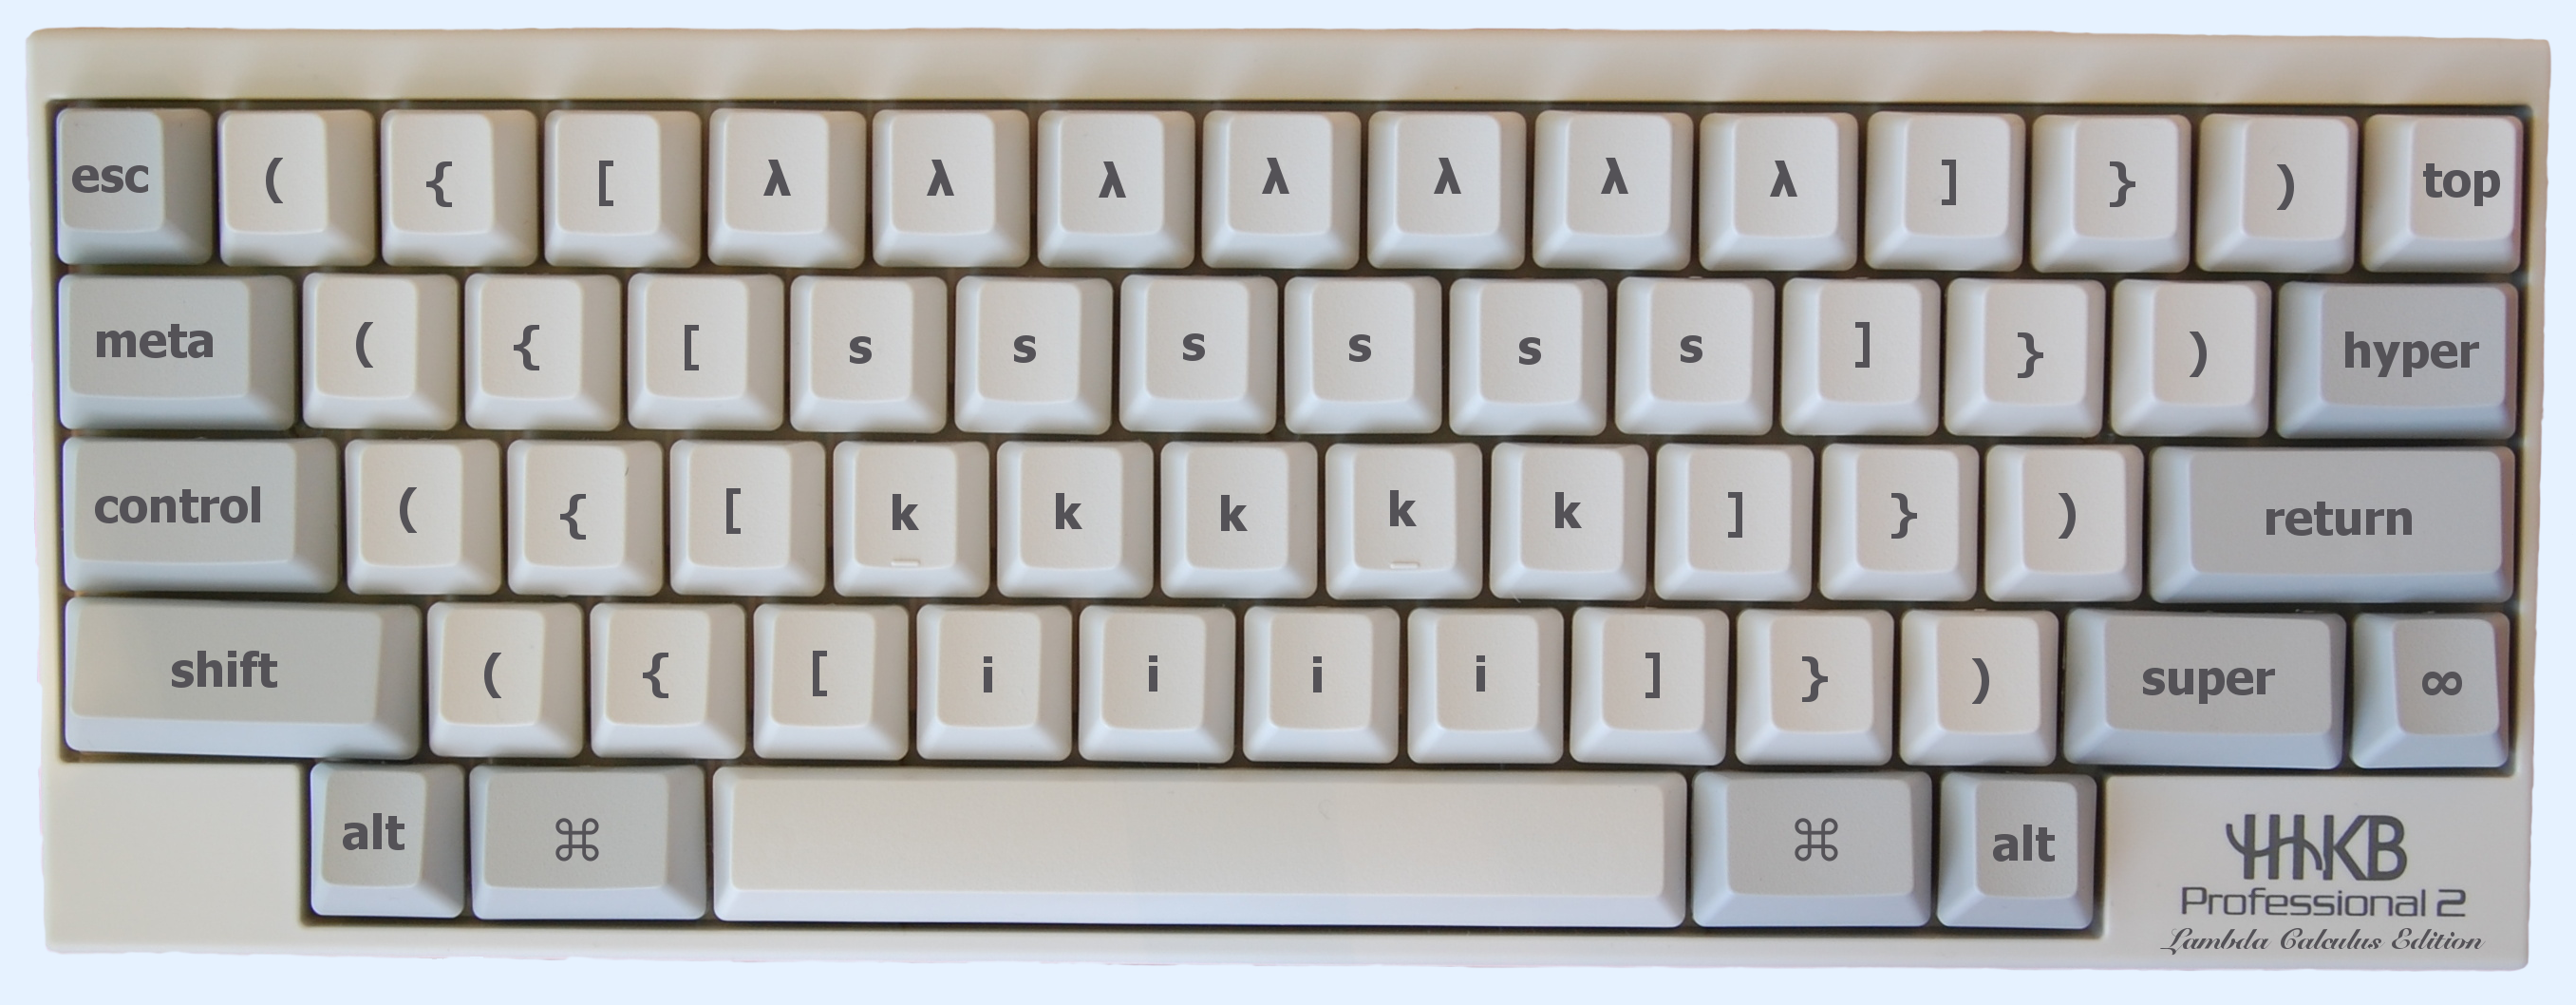 esc ( { [ λ λ λ λ λ λ λ ] } ) top
meta ( { [ s s s s s s ] } ) hyper
control ( { [ k k k k k ] } ) return
shift ( { [ i i i i ] } ) super ∞
alt ⌘ ⌘ alt
HHKB
Professional 2
Lambda Calculus Edition